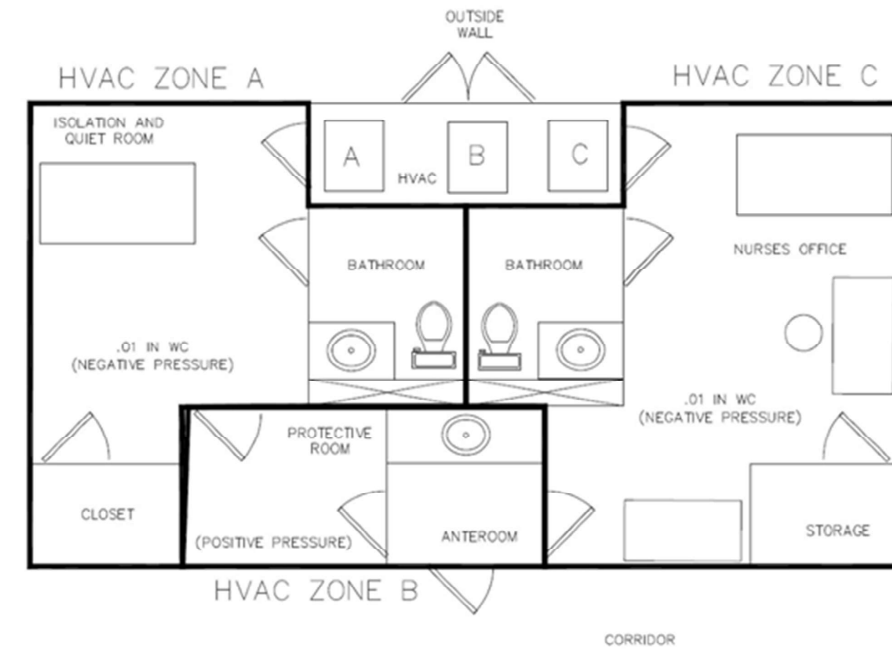 OUTSIDE
WALL
HVAC ZONE A
HVAC ZONE C
ISOLATION AND
QUIET ROOM
A
B
C
HVAC
NURSES OFFICE
BATHROOM
BATHROOM
.01 IN WC
(NEGATIVE PRESSURE)
.01 IN WC
(NEGATIVE PRESSURE)
PROTECTIVE
ROOM
CLOSET
(POSITIVE PRESSURE)
ANTEROOM
STORAGE
HVAC ZONE B
CORRIDOR